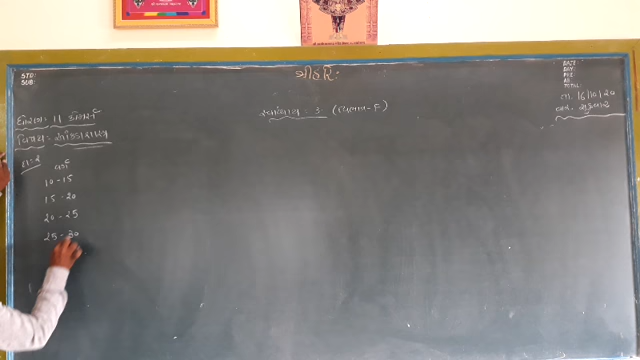 શ્રીહરિ:
STD:
SUB:
DATE:
DAY:
PRE:
AB:
TOTAL:
ધોરણ: 11 કોમર્સ
સ્વાધ્યાય : 3 (વિભાગ-F)
તા. 16/10/20
વાર. શુક્રવાર
વિષય: આંકડાશાસ્ત્ર
દા:2
વર્ગ
10 - 15
15 - 20
20 - 25
25 - 30